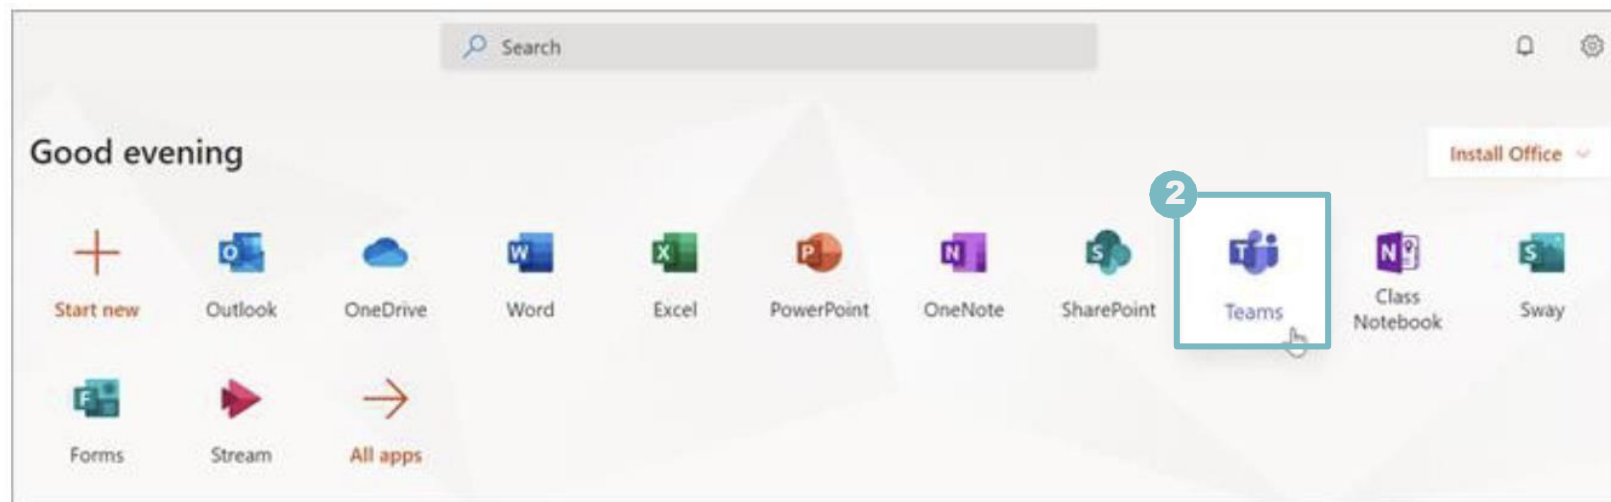 Search
Good evening
Install Office
2
Start new
Outlook
OneDrive
Word
Excel
PowerPoint
OneNote
SharePoint
Teams
Class
Notebook
Sway
Forms
Stream
All apps